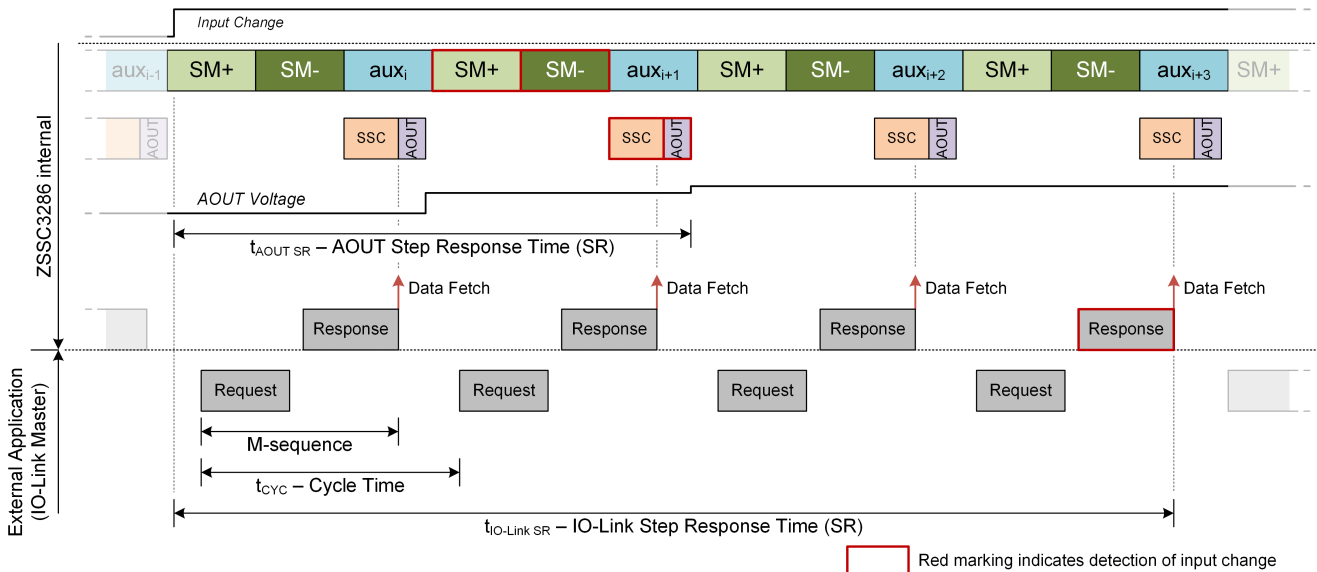 Input Change
aux i-1 SM+ SM- aux i SM+ SM- aux i+1 SM+ SM- aux i+2 SM+ SM- aux i+3 SM+
AOUT SSC AOUT SSC AOUT SSC AOUT SSC AOUT
AOUT Voltage
t AOUT SR – AOUT Step Response Time (SR)
ZSSC3286 internal
Data Fetch Data Fetch Data Fetch Data Fetch
Response Response Response Response
Request Request Request Request
M-sequence
t CYC – Cycle Time
External Application
(IO-Link Master)
t IO-Link SR – IO-Link Step Response Time (SR)
Red marking indicates detection of input change